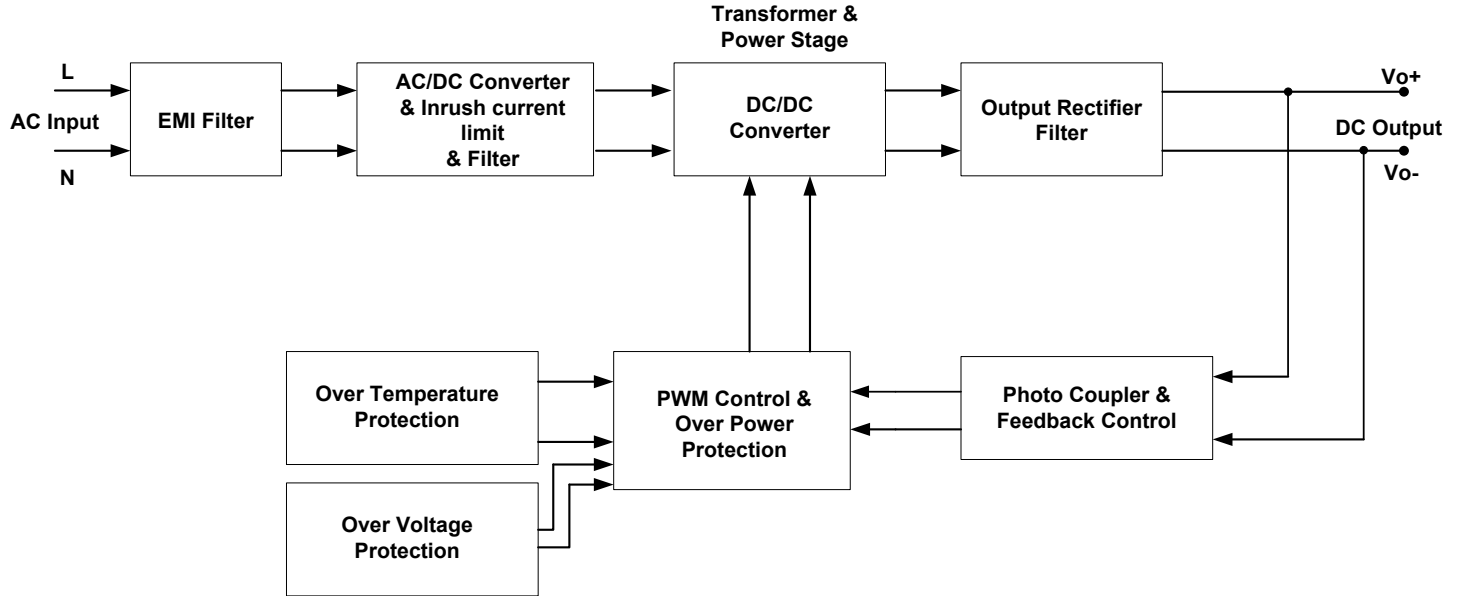 Transformer &
Power Stage
L
AC Input
N
EMI Filter
AC/DC Converter
& Inrush current
limit
& Filter
DC/DC
Converter
Output Rectifier
Filter
Vo+
DC Output
Vo-
Over Temperature
Protection
PWM Control &
Over Power
Protection
Photo Coupler &
Feedback Control
Over Voltage
Protection